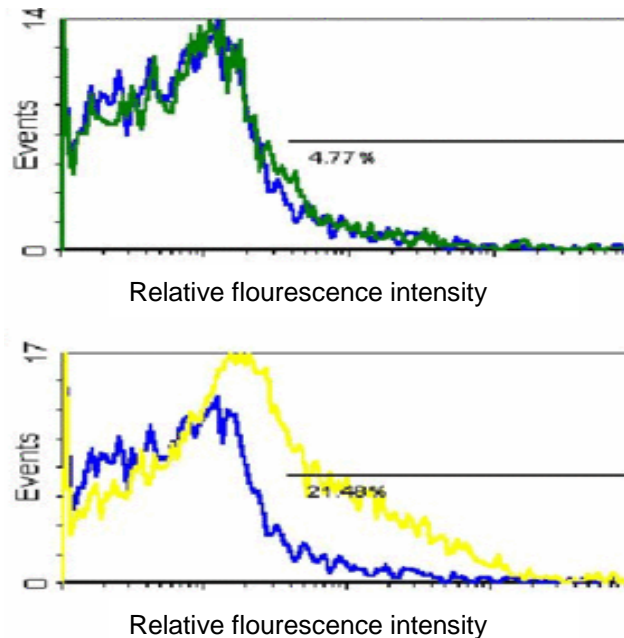 14
Events
4.77%
0
Relative flourescence intensity
17
Events
21.48%
0
Relative flourescence intensity